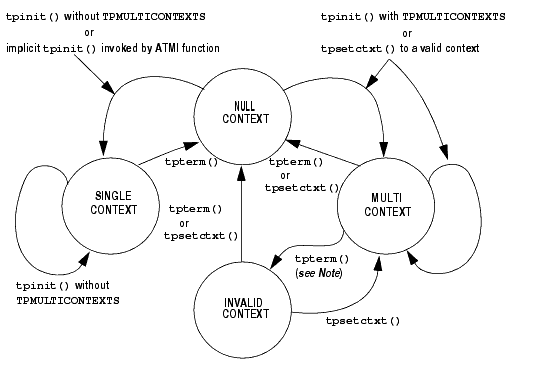 tpinit() without TPMULTICONTEXTS
or
implicit tpinit() invoked by ATMI function
tpinit() with TPMULTICONTEXTS
or
tpsetctxt() to a valid context
NULL
CONTEXT
tpterm()
tpterm()
or
tpsetctxt()
SINGLE
CONTEXT
tpterm()
or
tpsetctxt()
MULTI
CONTEXT
tpinit() without
TPMULTICONTEXTS
tpterm()
(see Note)
INVALID
CONTEXT
tpsetctxt()